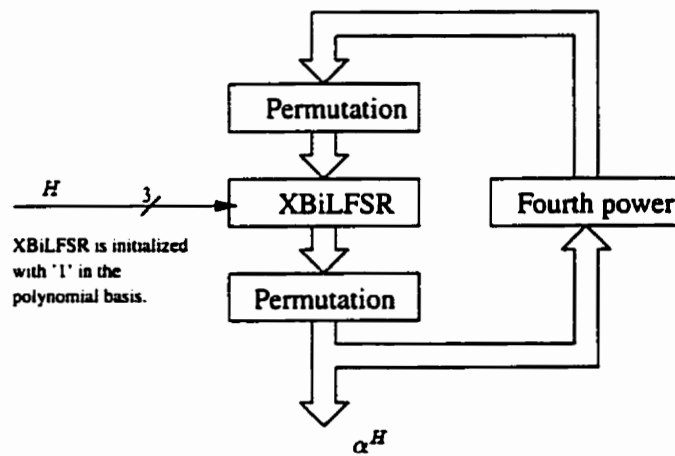 Permutation
H
3
XBiLFSR
Fourth power
XBiLFSR is initialized
with '1' in the
polynomial basis.
Permutation
α^H